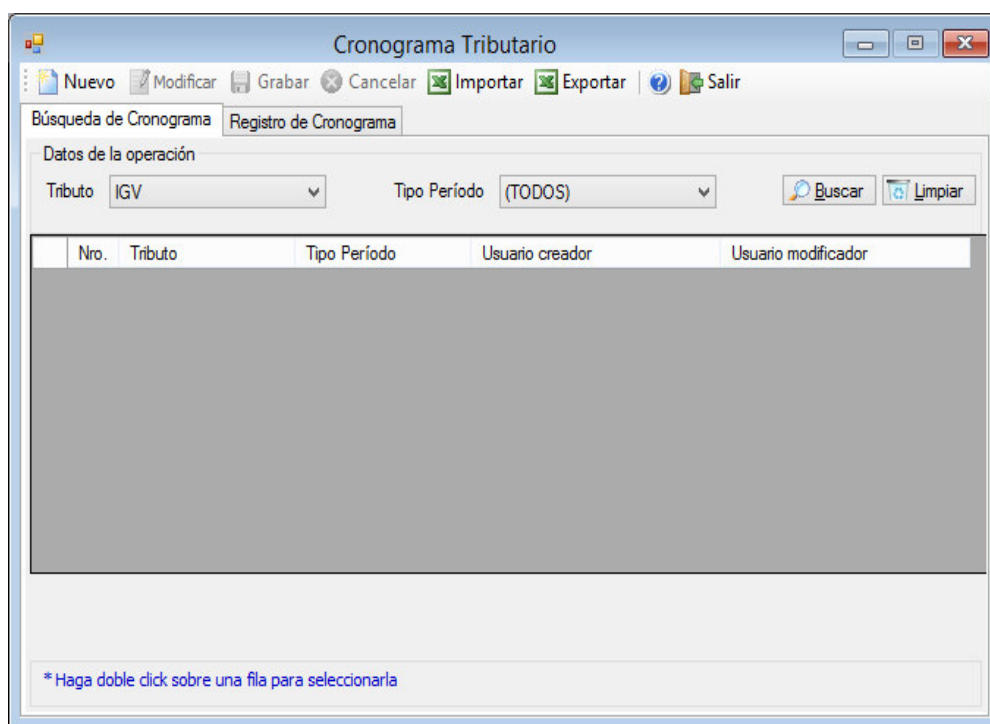 Cronograma Tributario
Nuevo Modificar Grabar Cancelar Importar Exportar ? Salir
Búsqueda de Cronograma Registro de Cronograma
Datos de la operación
Tributo IGV Tipo Período (TODOS) Buscar Limpiar
Nro. Tributo Tipo Período Usuario creador Usuario modificador
* Haga doble click sobre una fila para seleccionarla